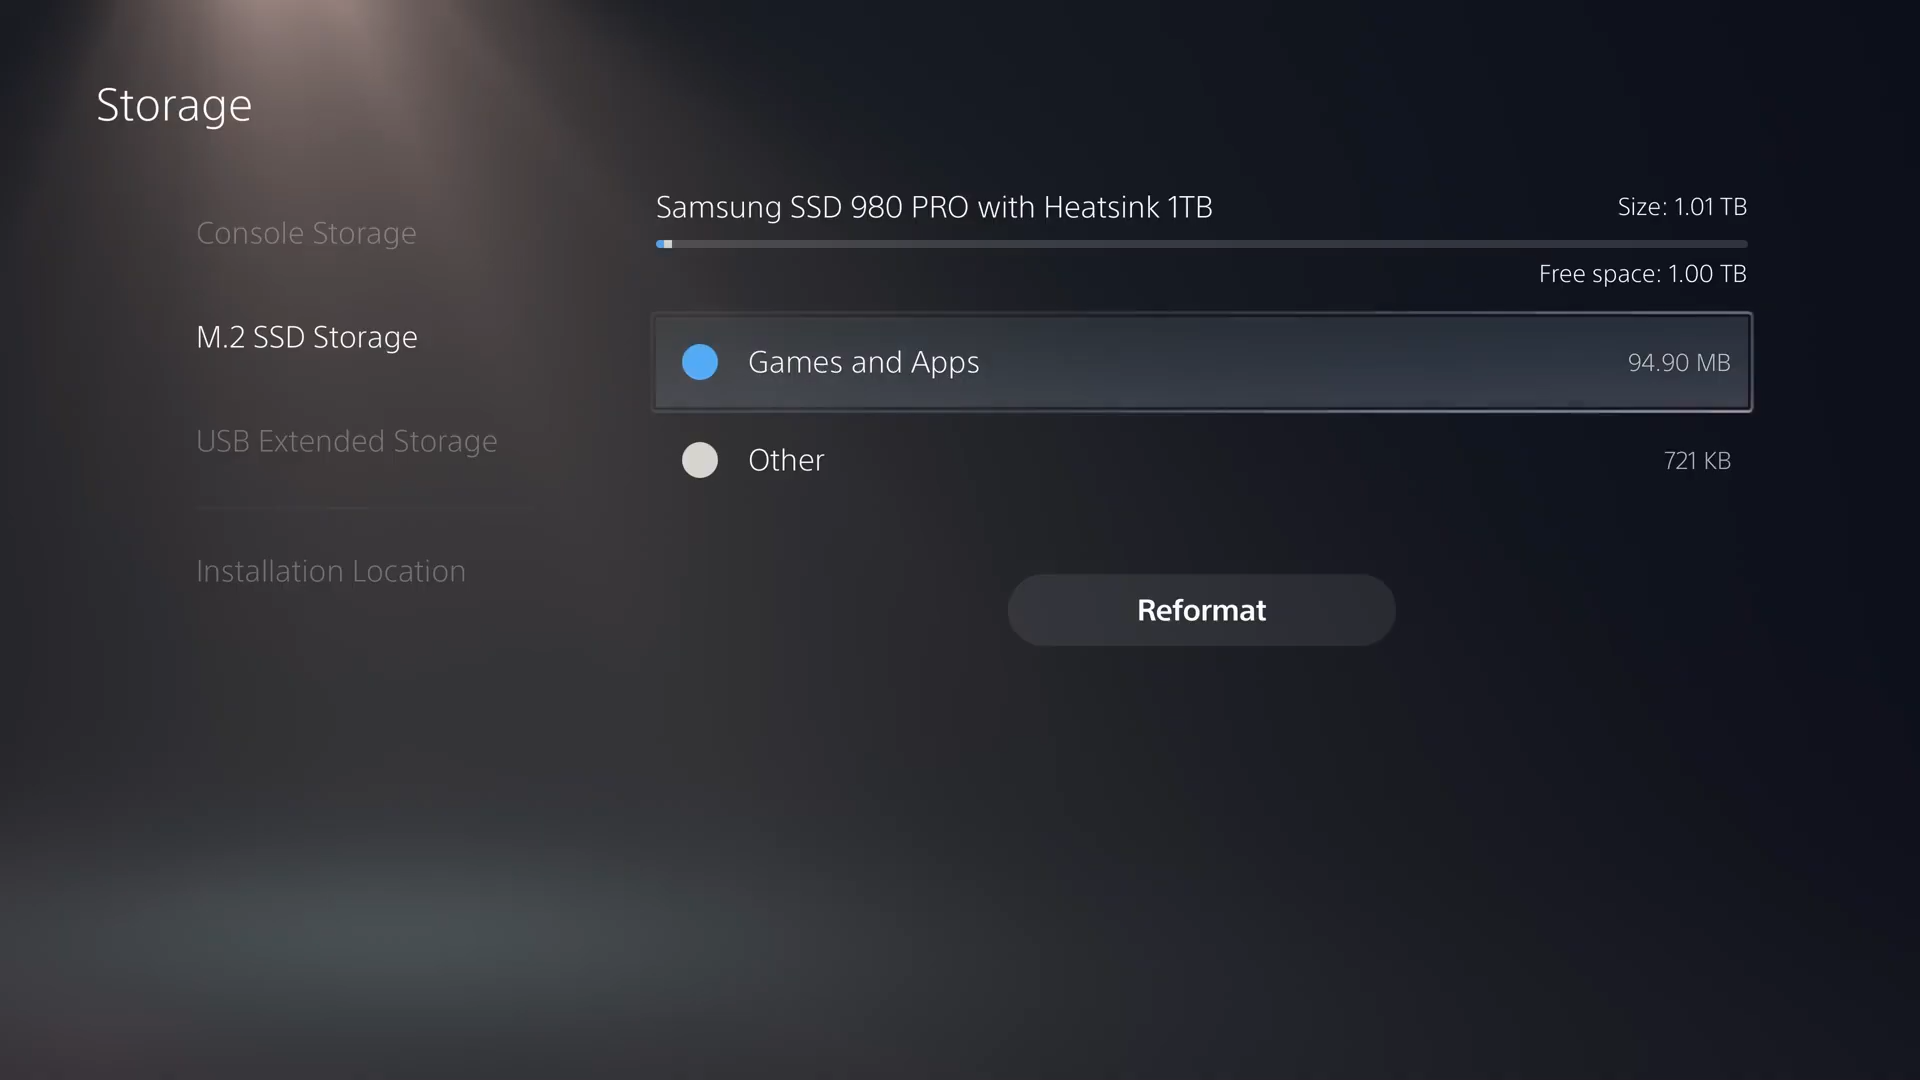 Storage
Console Storage
M.2 SSD Storage
USB Extended Storage
Installation Location
Samsung SSD 980 PRO with Heatsink 1TB
Size: 1.01 TB
Free space: 1.00 TB
Games and Apps
94.90 MB
Other
721 KB
Reformat